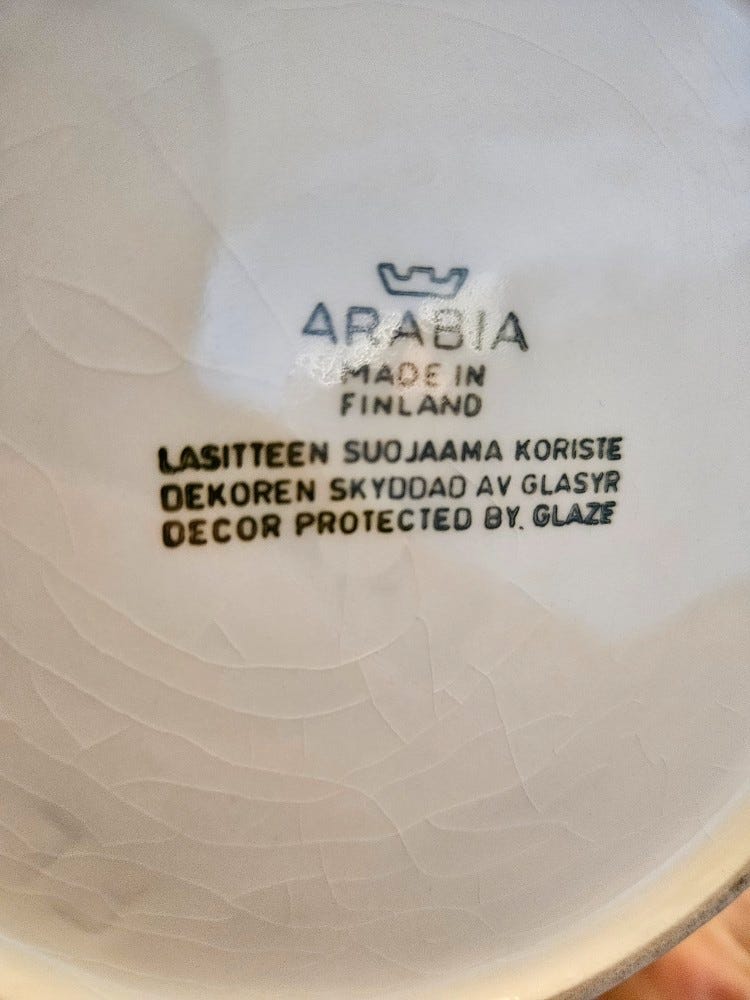 ARABIA
MADE IN
FINLAND
LASITTEEN SUOJAAMA KORISTE
DEKOREN SKYDDAD AV GLASYR
DECOR PROTECTED BY. GLAZE